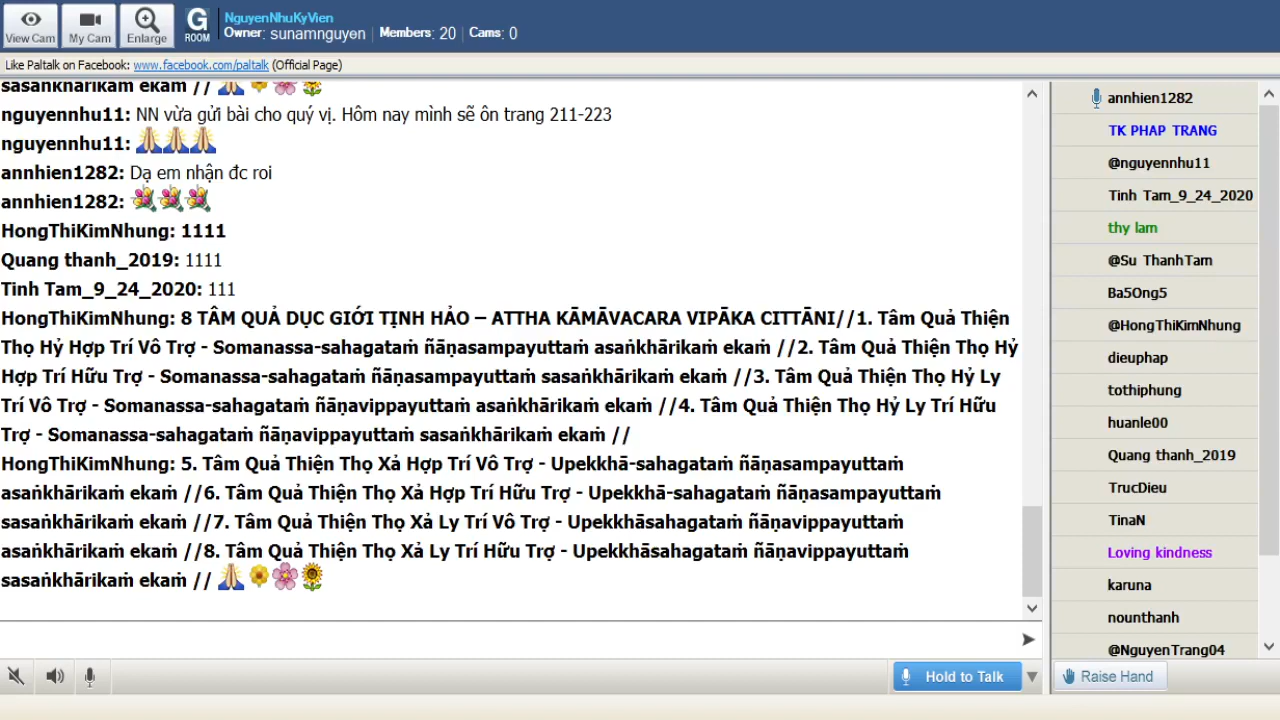 View Cam
My Cam
Enlarge
G
ROOM
NguyenNhuKyVien
Owner: sunamnguyen | Members: 20 | Cams: 0
Like Paltalk on Facebook: www.facebook.com/paltalk (Official Page)
sasaṅkhārikaṁ ekaṁ //
nguyennhu11: NN vừa gửi bài cho quý vị. Hôm nay mình sẽ ôn trang 211-223
nguyennhu11:
annhien1282: Dạ em nhận đc roi
annhien1282:
HongThiKimNhung: 1111
Quang thanh_2019: 1111
Tinh Tam_9_24_2020: 111
HongThiKimNhung: 8 TÂM QUẢ DỤC GIỚI TỊNH HẢO – ATTHA KĀMĀVACARA VIPĀKA CITTĀNI//1. Tâm Quả Thiện
Thọ Hỷ Hợp Trí Vô Trợ - Somanassa-sahagataṁ ñāṇasampayuttaṁ asaṅkhārikaṁ ekaṁ //2. Tâm Quả Thiện Thọ Hỷ
Hợp Trí Hữu Trợ - Somanassa-sahagataṁ ñāṇasampayuttaṁ sasaṅkhārikaṁ ekaṁ //3. Tâm Quả Thiện Thọ Hỷ Ly
Trí Vô Trợ - Somanassa-sahagataṁ ñāṇavippayuttaṁ asaṅkhārikaṁ ekaṁ //4. Tâm Quả Thiện Thọ Hỷ Ly Trí Hữu
Trợ - Somanassa-sahagataṁ ñāṇavippayuttaṁ sasaṅkhārikaṁ ekaṁ //
HongThiKimNhung: 5. Tâm Quả Thiện Thọ Xả Hợp Trí Vô Trợ - Upekkhā-sahagataṁ ñāṇasampayuttaṁ
asaṅkhārikaṁ ekaṁ //6. Tâm Quả Thiện Thọ Xả Hợp Trí Hữu Trợ - Upekkhā-sahagataṁ ñāṇasampayuttaṁ
sasaṅkhārikaṁ ekaṁ //7. Tâm Quả Thiện Thọ Xả Ly Trí Vô Trợ - Upekkhāsahagataṁ ñāṇavippayuttaṁ
asaṅkhārikaṁ ekaṁ //8. Tâm Quả Thiện Thọ Xả Ly Trí Hữu Trợ - Upekkhāsahagataṁ ñāṇavippayuttaṁ
sasaṅkhārikaṁ ekaṁ //
Hold to Talk
annhien1282
TK PHAP TRANG
@nguyennhu11
Tinh Tam_9_24_2020
thy lam
@Su ThanhTam
Ba5Ong5
@HongThiKimNhung
dieuphap
tothiphung
huanle00
Quang thanh_2019
TrucDieu
TinaN
Loving kindness
karuna
nounthanh
@NguyenTrang04
Raise Hand